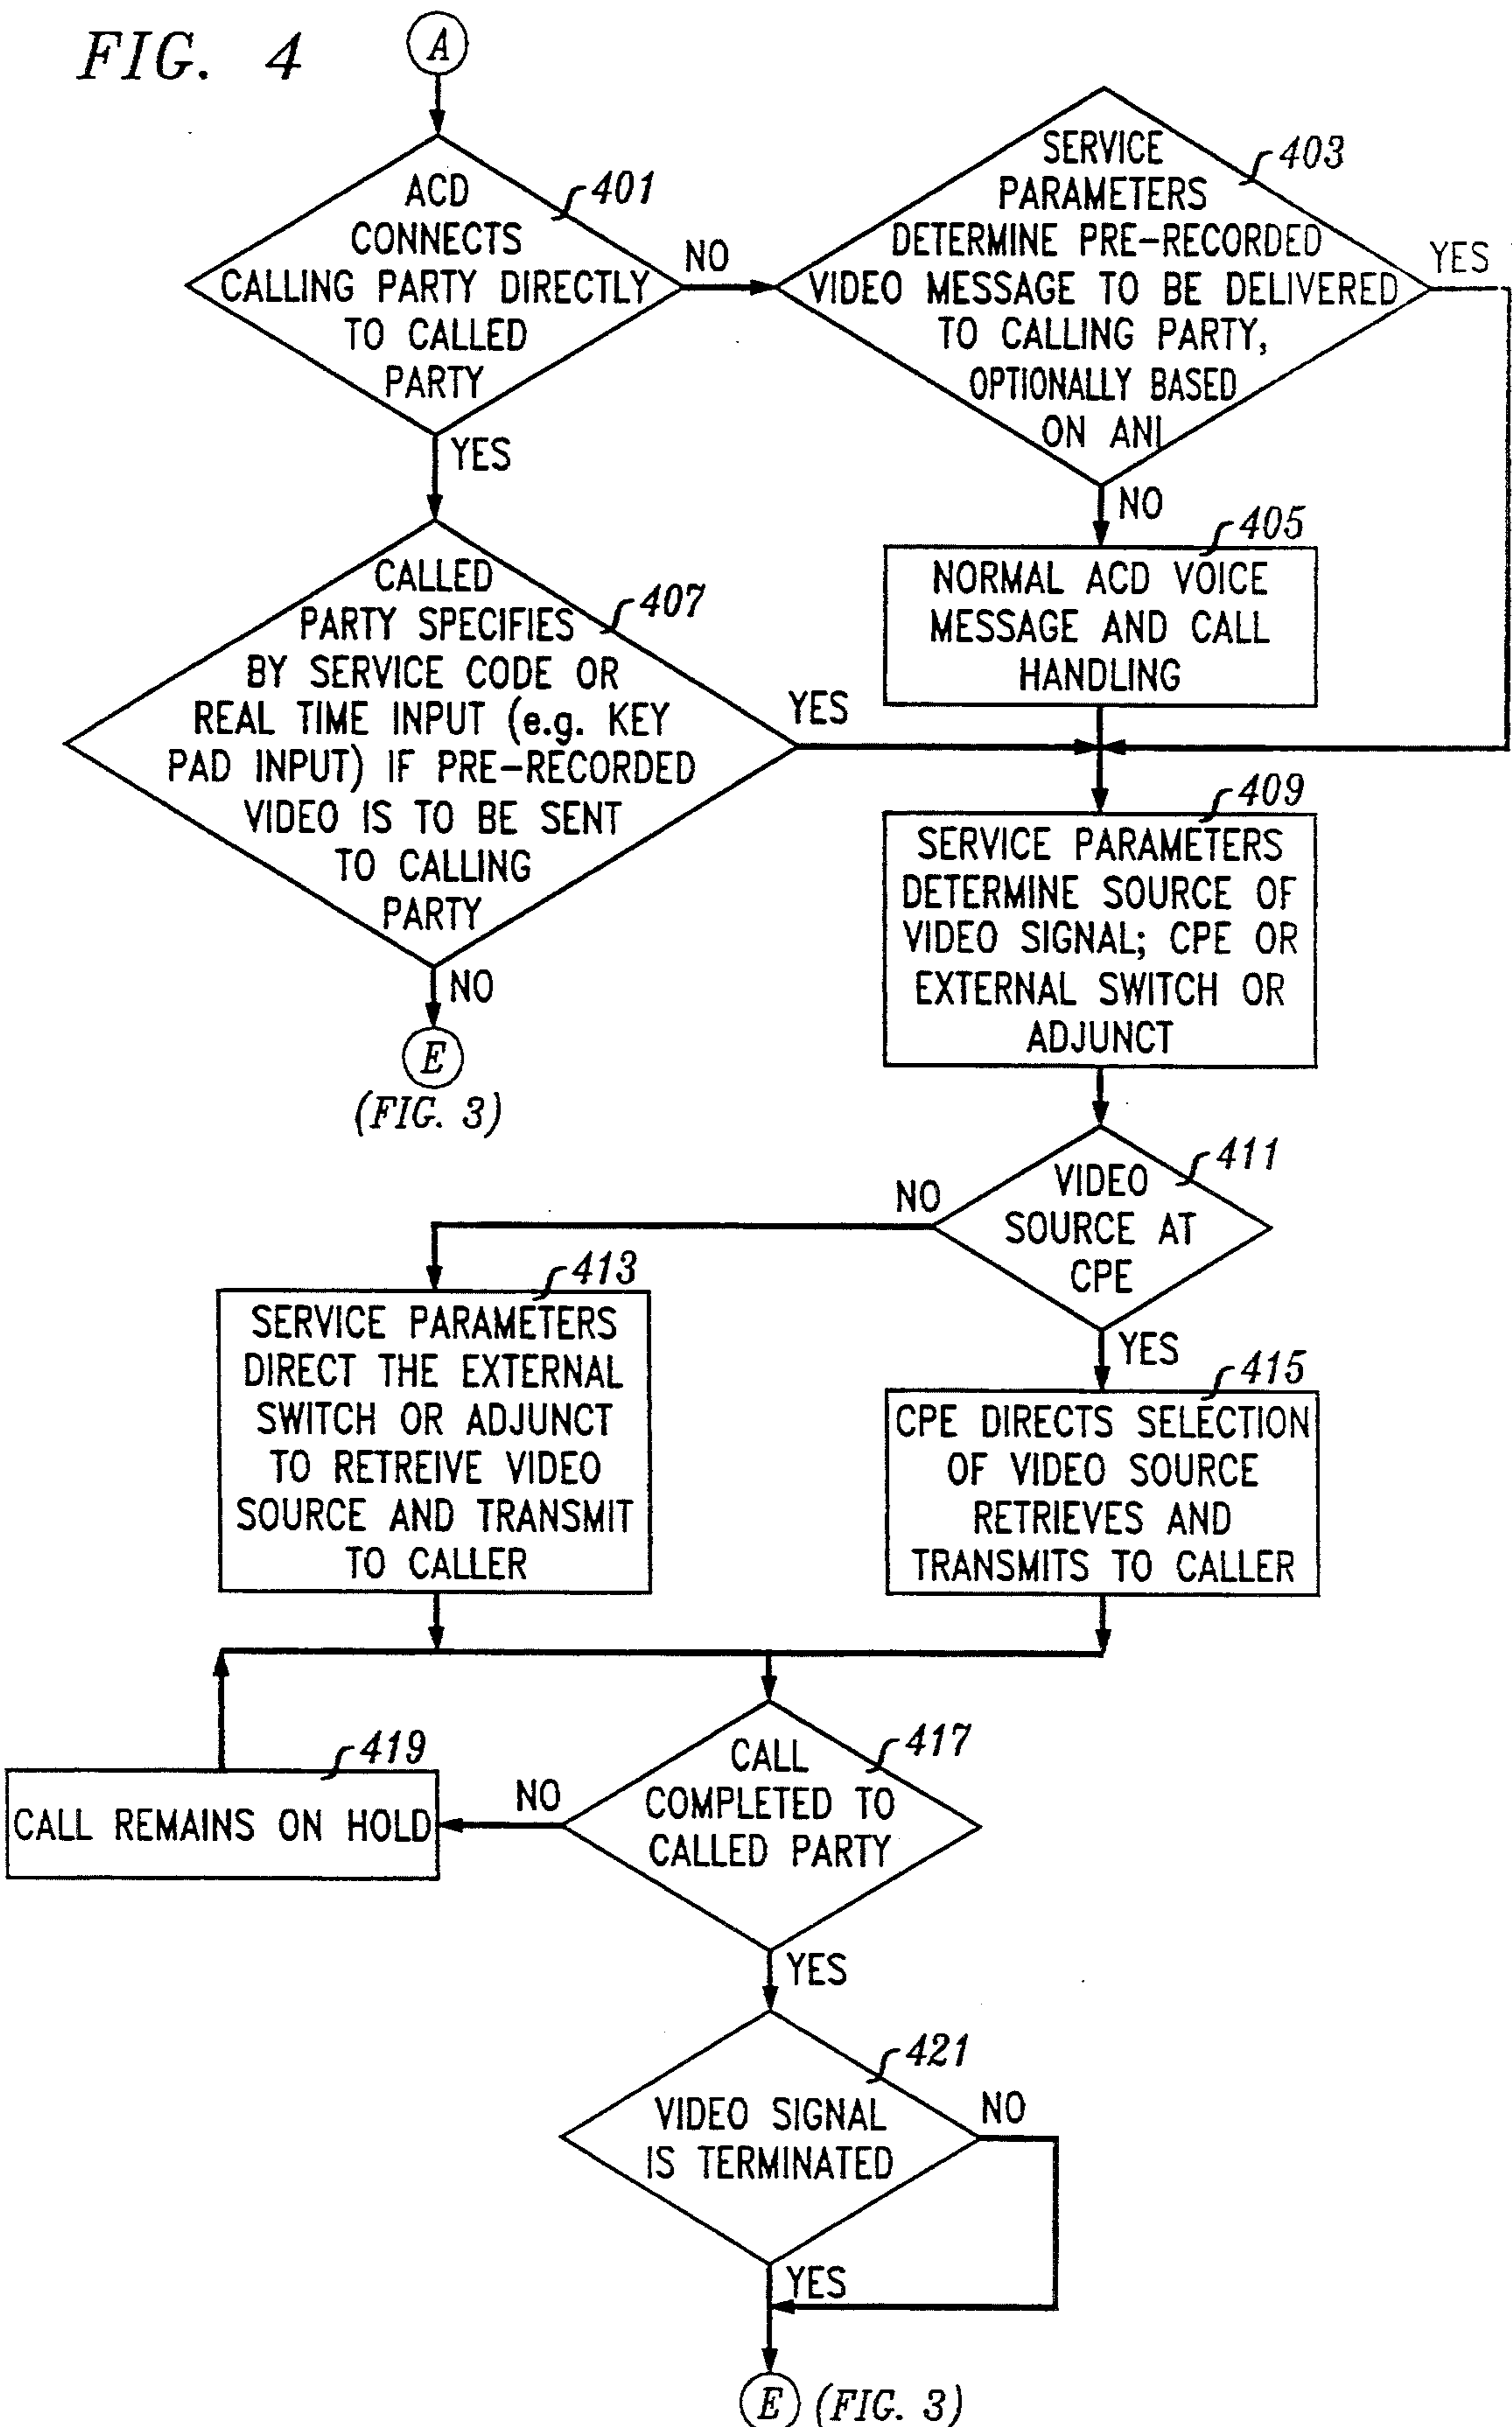 FIG. 4
A
401
ACD
CONNECTS
CALLING PARTY DIRECTLY
TO CALLED
PARTY
NO
YES
403
SERVICE
PARAMETERS
DETERMINE PRE-RECORDED
VIDEO MESSAGE TO BE DELIVERED
TO CALLING PARTY,
OPTIONALLY BASED
ON ANI
YES
NO
405
NORMAL ACD VOICE
MESSAGE AND CALL
HANDLING
407
CALLED
PARTY SPECIFIES
BY SERVICE CODE OR
REAL TIME INPUT (e.g. KEY
PAD INPUT) IF PRE-RECORDED
VIDEO IS TO BE SENT
TO CALLING
PARTY
YES
NO
E
(FIG. 3)
409
SERVICE PARAMETERS
DETERMINE SOURCE OF
VIDEO SIGNAL; CPE OR
EXTERNAL SWITCH OR
ADJUNCT
411
VIDEO
SOURCE AT
CPE
NO
YES
413
SERVICE PARAMETERS
DIRECT THE EXTERNAL
SWITCH OR ADJUNCT
TO RETREIVE VIDEO
SOURCE AND TRANSMIT
TO CALLER
415
CPE DIRECTS SELECTION
OF VIDEO SOURCE
RETRIEVES AND
TRANSMITS TO CALLER
417
CALL
COMPLETED TO
CALLED PARTY
NO
419
CALL REMAINS ON HOLD
YES
421
VIDEO SIGNAL
IS TERMINATED
NO
YES
E (FIG. 3)